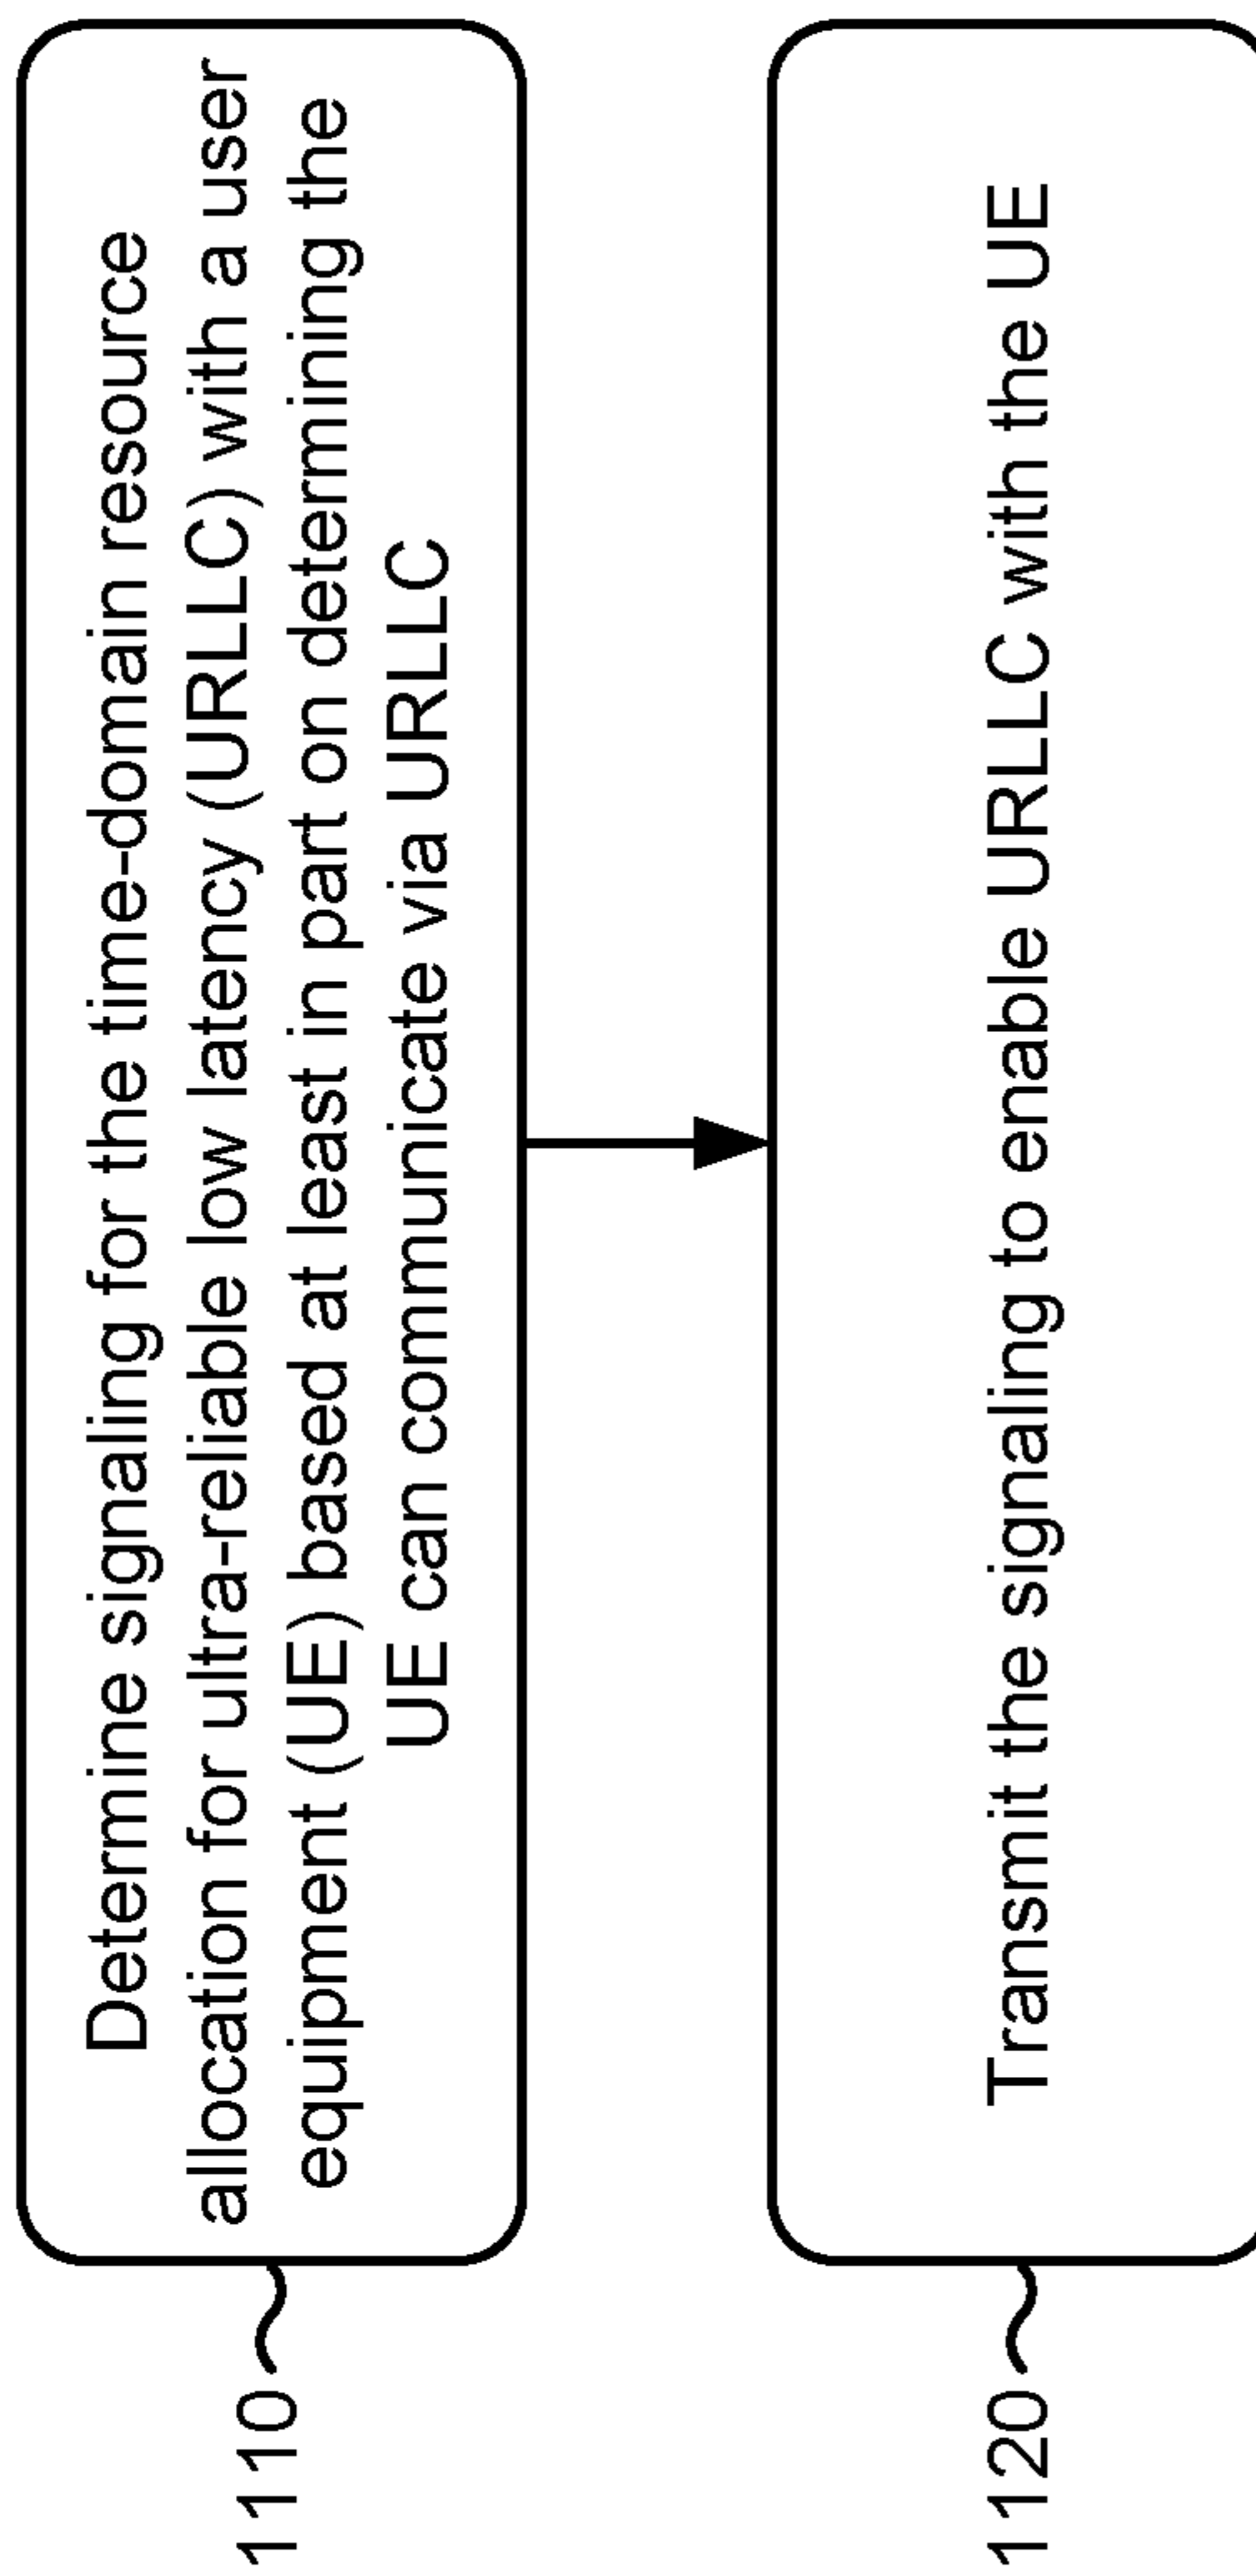 1110
Determine signaling for the time-domain resource
allocation for ultra-reliable low latency (URLLC) with a user
equipment (UE) based at least in part on determining the
UE can communicate via URLLC
1120
Transmit the signaling to enable URLLC with the UE